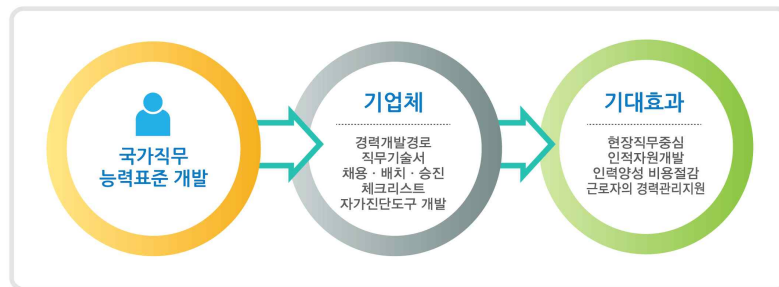 국가직무
능력표준 개발
기업체
경력개발경로
직무기술서
채용 · 배치 · 승진
체크리스트
자가진단도구 개발
기대효과
현장직무중심
인적자원개발
인력양성 비용절감
근로자의 경력관리지원